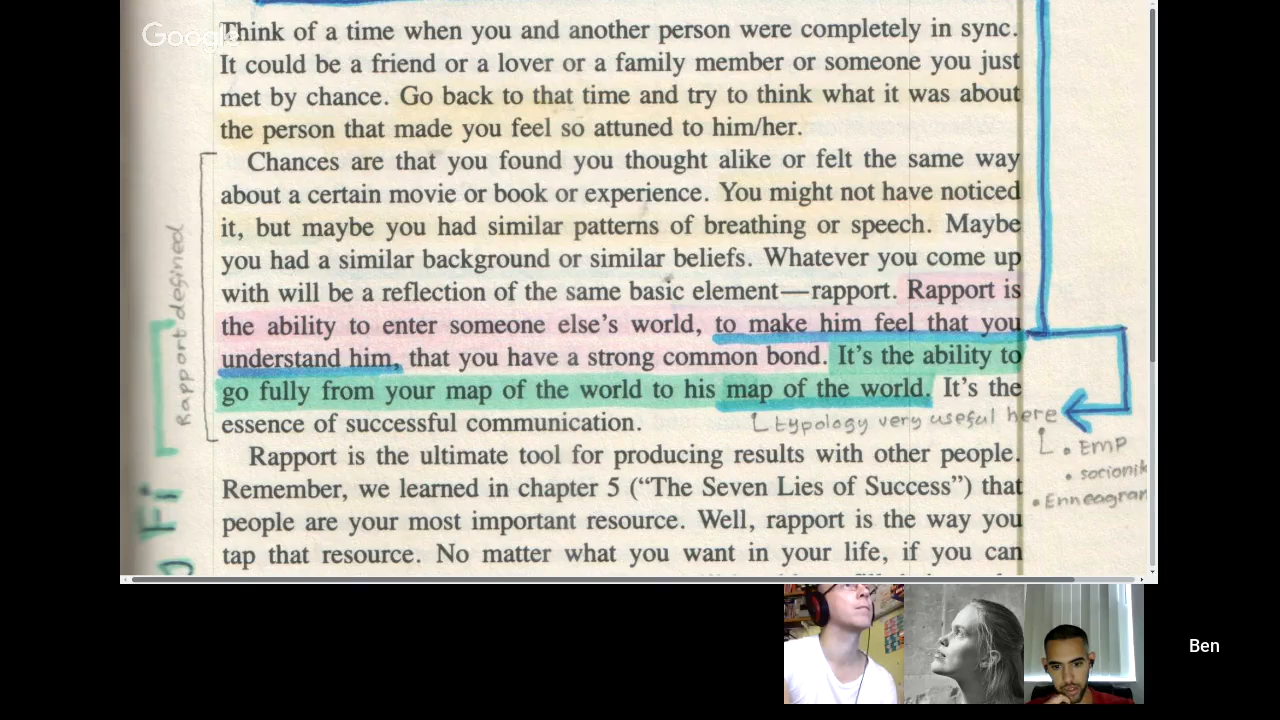 Google
Think of a time when you and another person were completely in sync.
It could be a friend or a lover or a family member or someone you just
met by chance. Go back to that time and try to think what it was about
the person that made you feel so attuned to him/her.
Chances are that you found you thought alike or felt the same way
about a certain movie or book or experience. You might not have noticed
it, but maybe you had similar patterns of breathing or speech. Maybe
you had a similar background or similar beliefs. Whatever you come up
with will be a reflection of the same basic element—rapport. Rapport is
the ability to enter someone else's world, to make him feel that you
understand him, that you have a strong common bond. It's the ability to
go fully from your map of the world to his map of the world. It's the
essence of successful communication.
typology very useful here
• Emp
• socionik
• Enneagram
Rapport is the ultimate tool for producing results with other people.
Remember, we learned in chapter 5 (“The Seven Lies of Success”) that
people are your most important resource. Well, rapport is the way you
tap that resource. No matter what you want in your life, if you can
Rapport defined
Fi
Ben